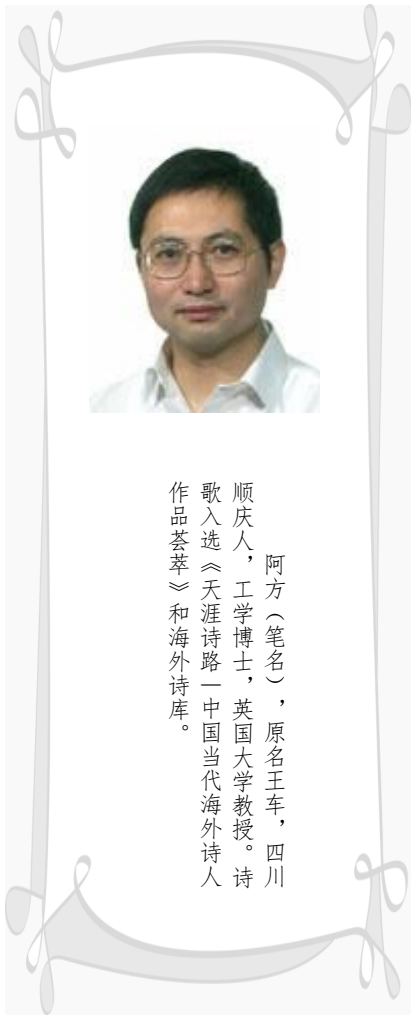 阿方（笔名），原名王车，四川
顺庆人，工学博士，英国大学教授。诗
歌入选《天涯诗路—中国当代海外诗人
作品荟萃》和海外诗库。